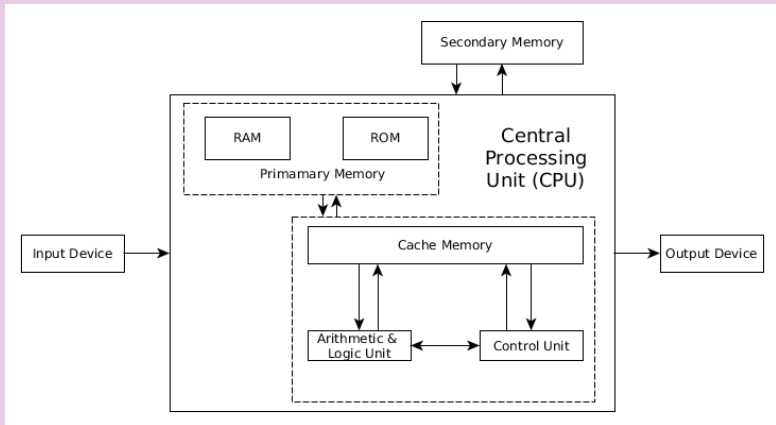 Secondary Memory
RAM
ROM
Primamary Memory
Central
Processing
Unit (CPU)
Input Device
Cache Memory
Output Device
Arithmetic &
Logic Unit
Control Unit